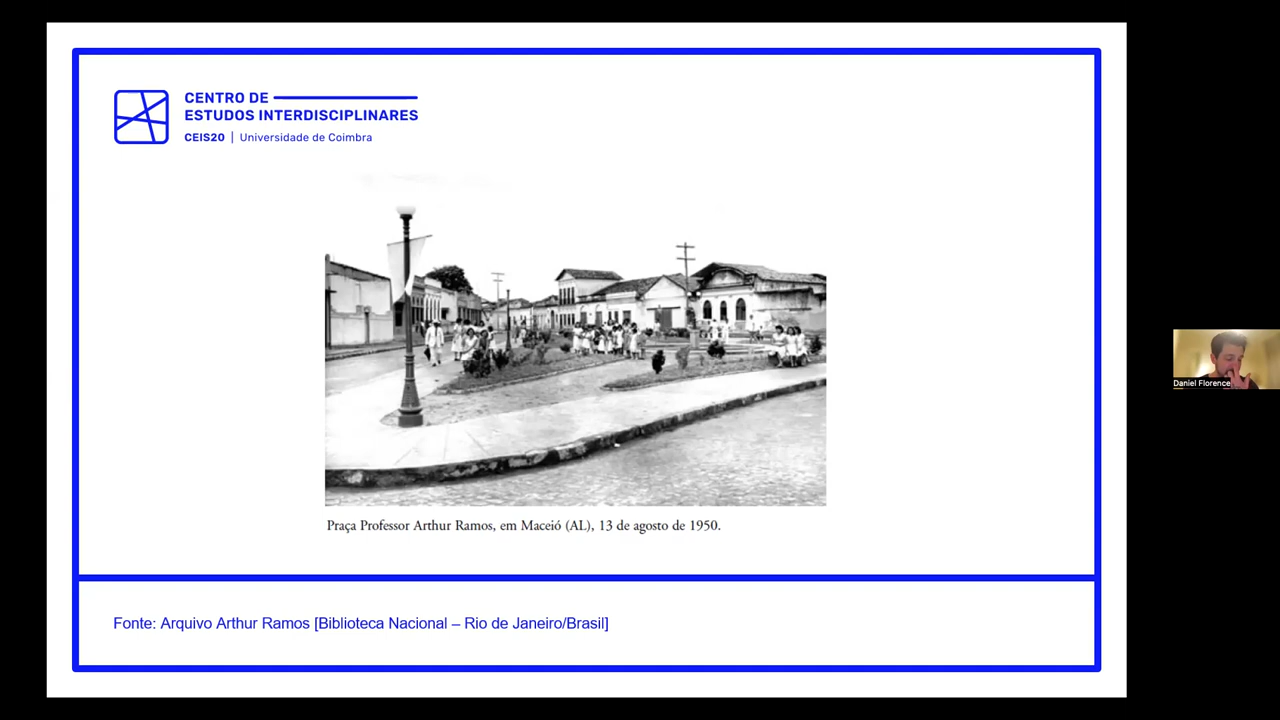 CENTRO DE
ESTUDOS INTERDISCIPLINARES
CEIS20 | Universidade de Coimbra
Praça Professor Arthur Ramos, em Maceió (AL), 13 de agosto de 1950.
Fonte: Arquivo Arthur Ramos [Biblioteca Nacional – Rio de Janeiro/Brasil]
Daniel Florence